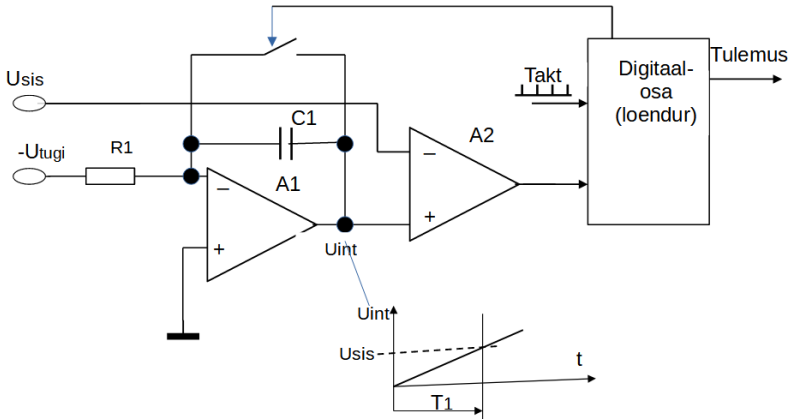 Usis
-Utugi
R1
C1
A1
−
+
Uint
A2
−
+
Takt
Digitaal-
osa
(loendur)
Tulemus
Uint
Usis
t
T1